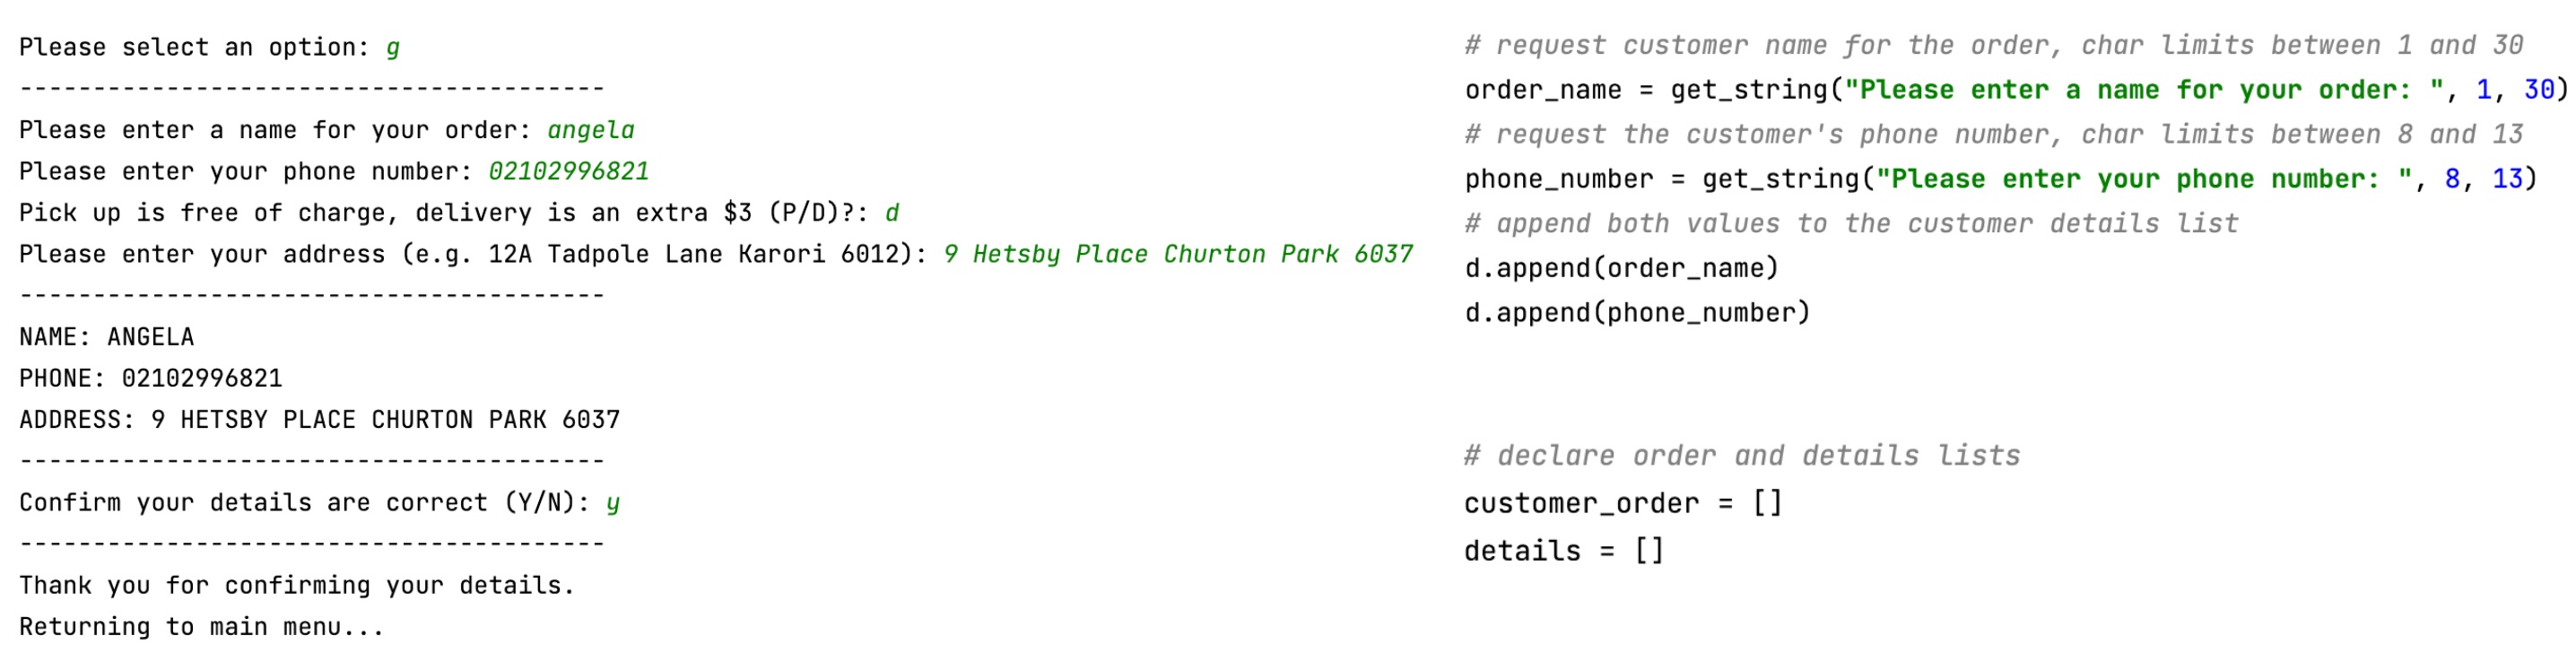 Please select an option: g
----------------------------------------
Please enter a name for your order: angela
Please enter your phone number: 02102996821
Pick up is free of charge, delivery is an extra $3 (P/D)?: d
Please enter your address (e.g. 12A Tadpole Lane Karori 6012): 9 Hetsby Place Churton Park 6037
----------------------------------------
NAME: ANGELA
PHONE: 02102996821
ADDRESS: 9 HETSBY PLACE CHURTON PARK 6037
----------------------------------------
Confirm your details are correct (Y/N): y
----------------------------------------
Thank you for confirming your details.
Returning to main menu...
# request customer name for the order, char limits between 1 and 30
order_name = get_string("Please enter a name for your order: ", 1, 30)
# request the customer's phone number, char limits between 8 and 13
phone_number = get_string("Please enter your phone number: ", 8, 13)
# append both values to the customer details list
d.append(order_name)
d.append(phone_number)
# declare order and details lists
customer_order = []
details = []